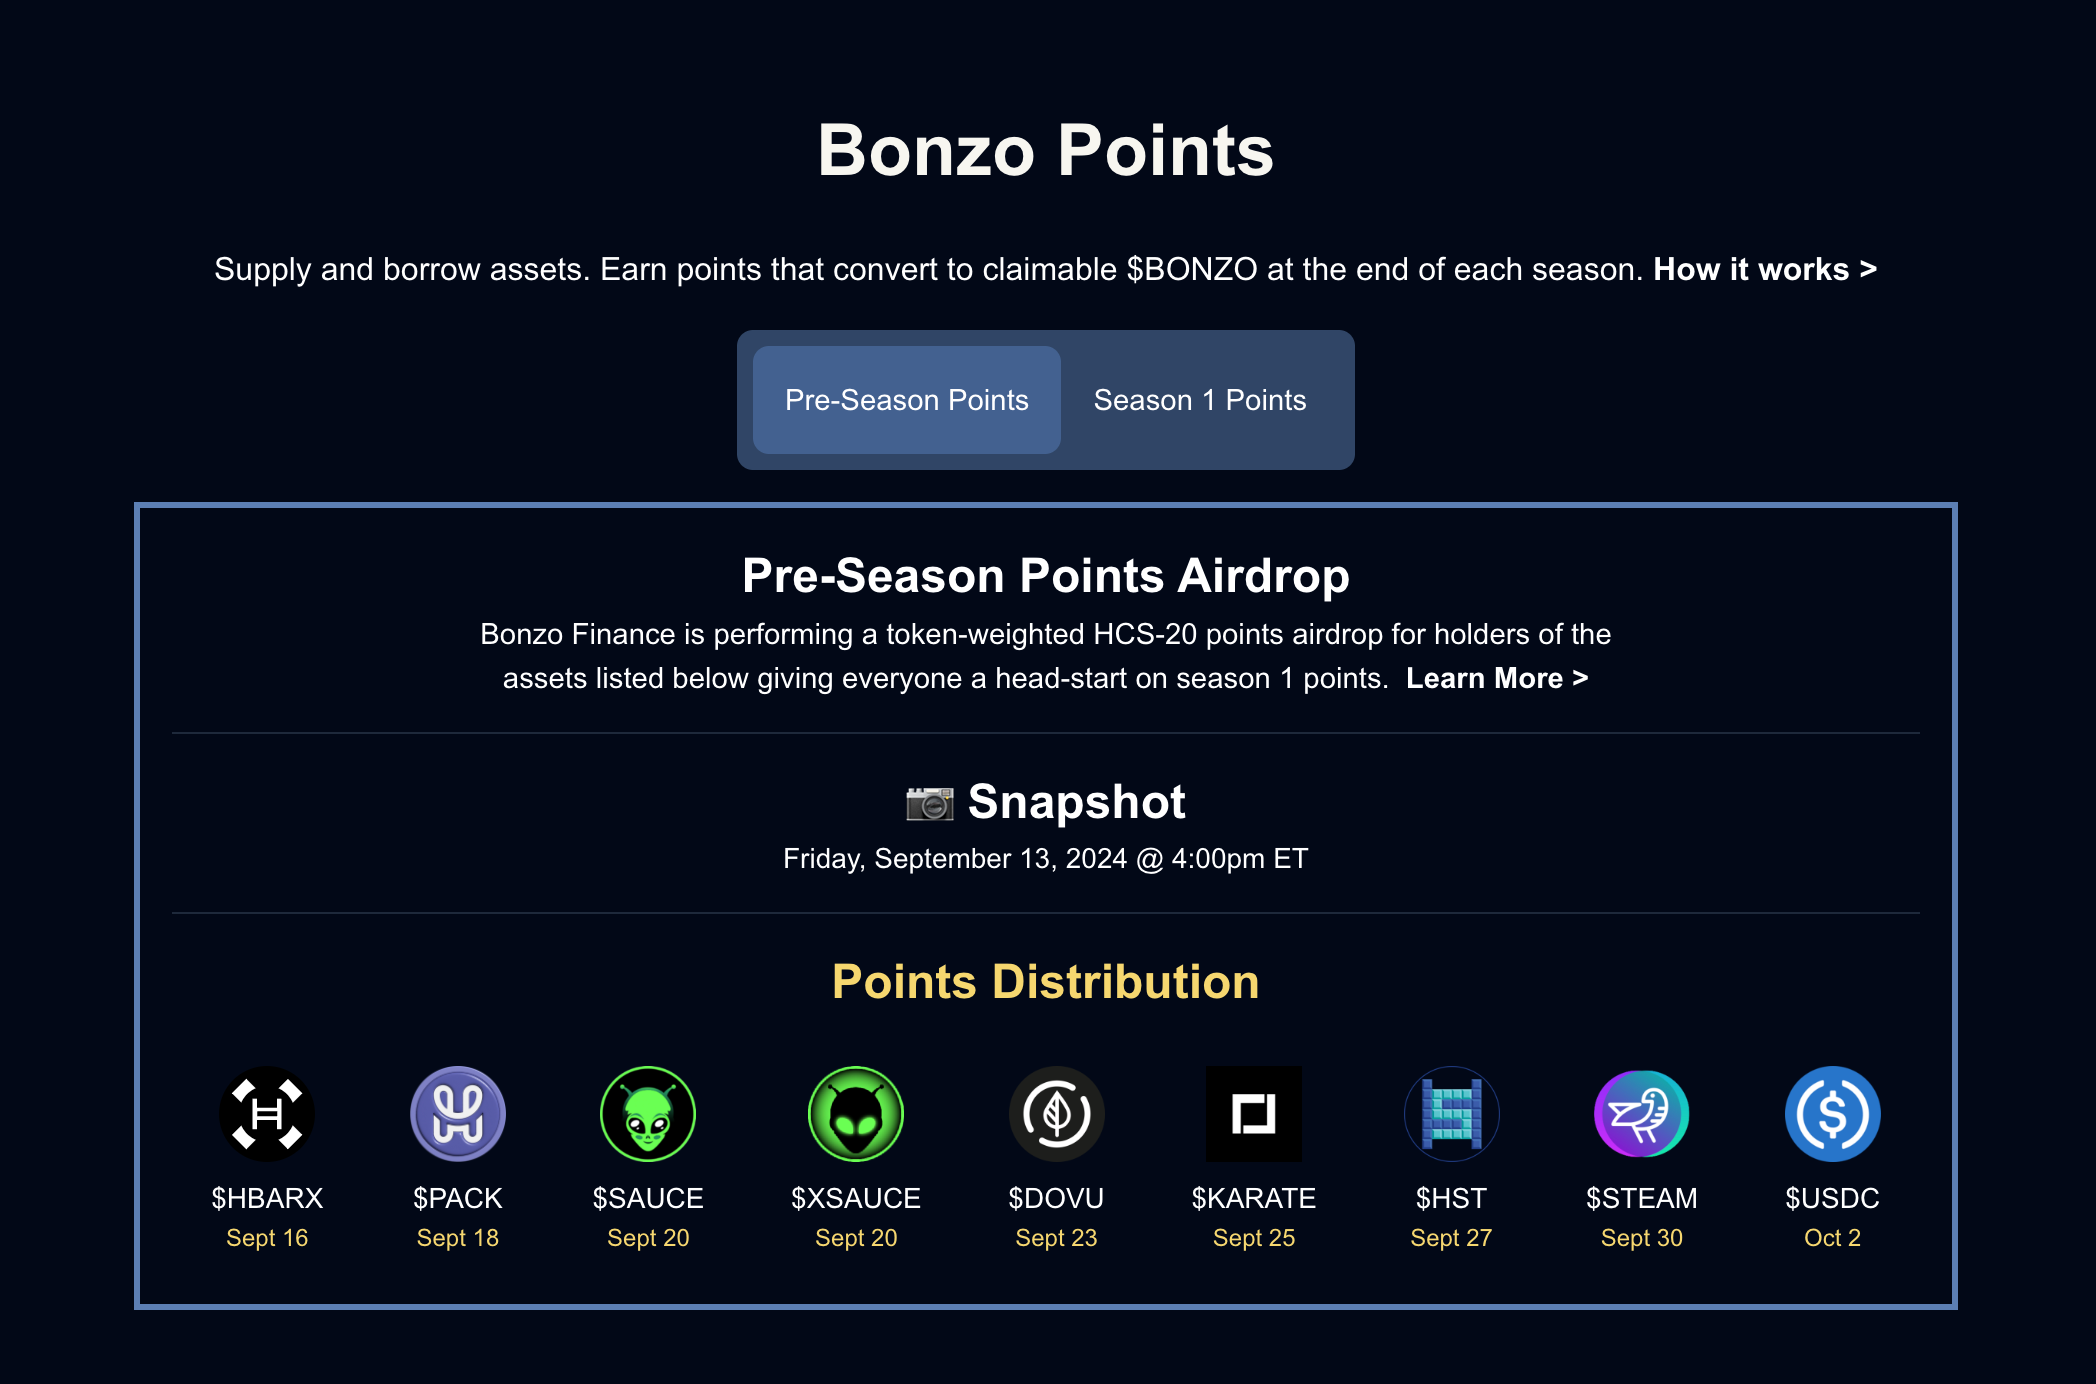 Bonzo Points
Supply and borrow assets. Earn points that convert to claimable $BONZO at the end of each season. How it works >
Pre-Season Points
Season 1 Points
Pre-Season Points Airdrop
Bonzo Finance is performing a token-weighted HCS-20 points airdrop for holders of the
assets listed below giving everyone a head-start on season 1 points. Learn More >
📷 Snapshot
Friday, September 13, 2024 @ 4:00pm ET
Points Distribution
$HBARX
Sept 16
$PACK
Sept 18
$SAUCE
Sept 20
$XSAUCE
Sept 20
$DOVU
Sept 23
$KARATE
Sept 25
$HST
Sept 27
$STEAM
Sept 30
$USDC
Oct 2